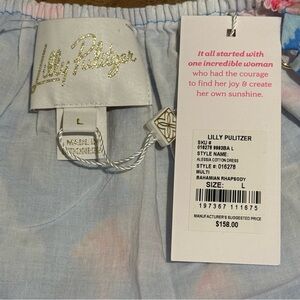 Lilly Pulitzer
L
It all started with
one incredible woman
who had the courage
to find her joy & create
her own sunshine.
LILLY PULITZER
SKU #
016278 9993BA L
STYLE NAME:
ALESSIA COTTON DRESS
STYLE #: 016278
MULTI
BAHAMIAN RHAPSODY
SIZE: L
197367 111675
MANUFACTURER'S SUGGESTED PRICE
$158.00